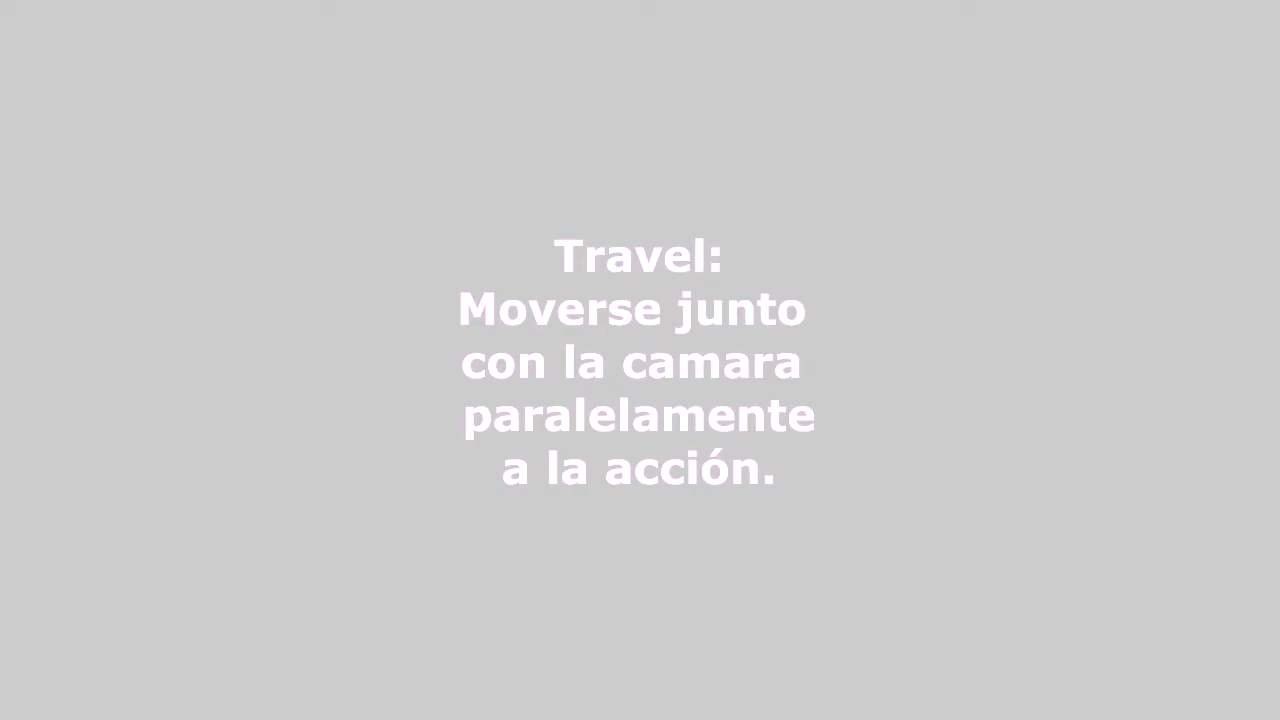 Travel:
Moverse junto
con la camara
paralelamente
a la acción.